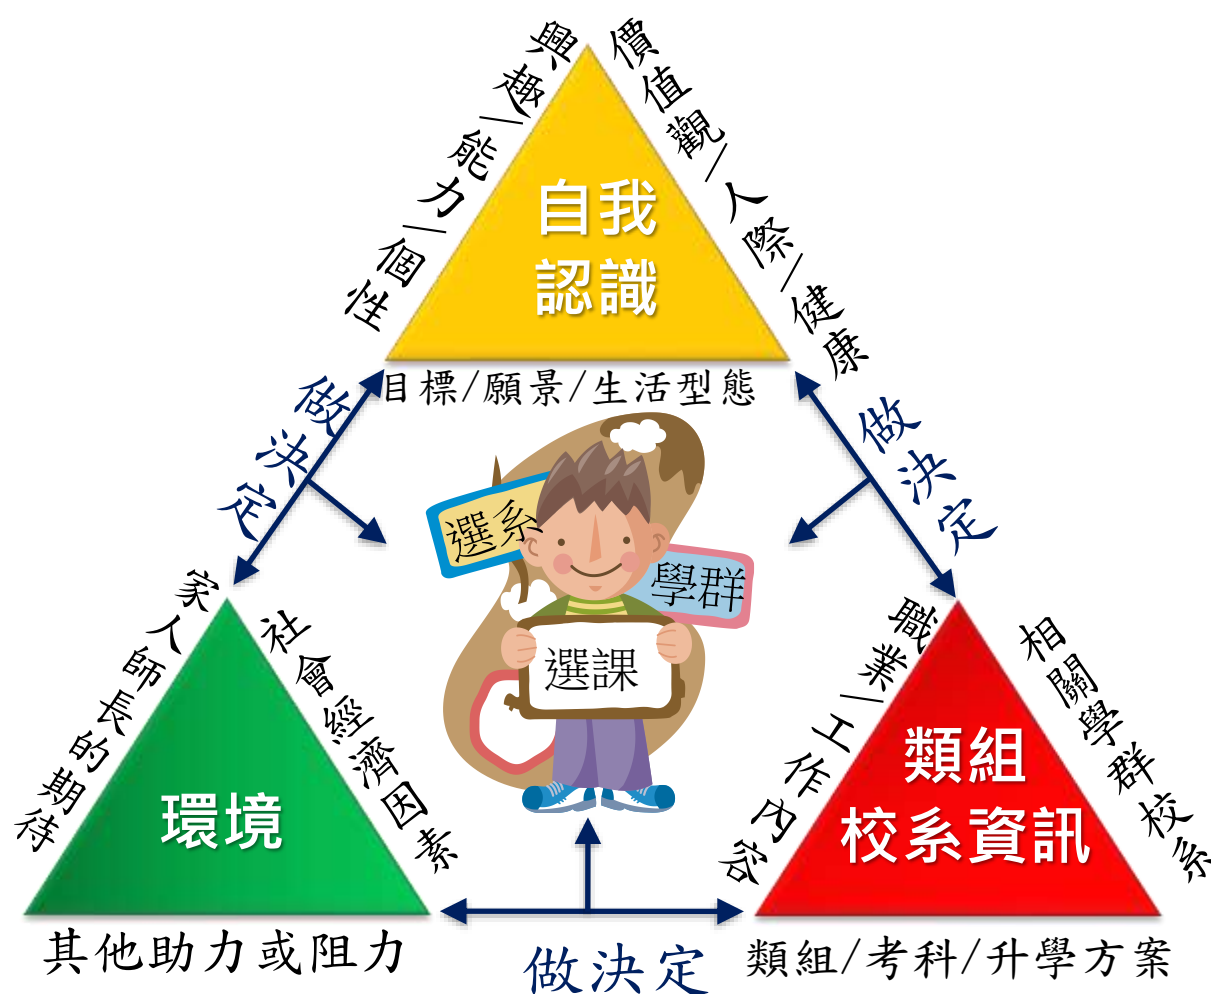 興趣/能力/個性
價值觀/人際/健康
自我
認識
目標/願景/生活型態
做決定
做決定
選系
學群
選課
家人師長的期待
社會經濟因素
環境
其他助力或阻力
職業/工作內容
相關學群校系
類組
校系資訊
類組/考科/升學方案
做決定